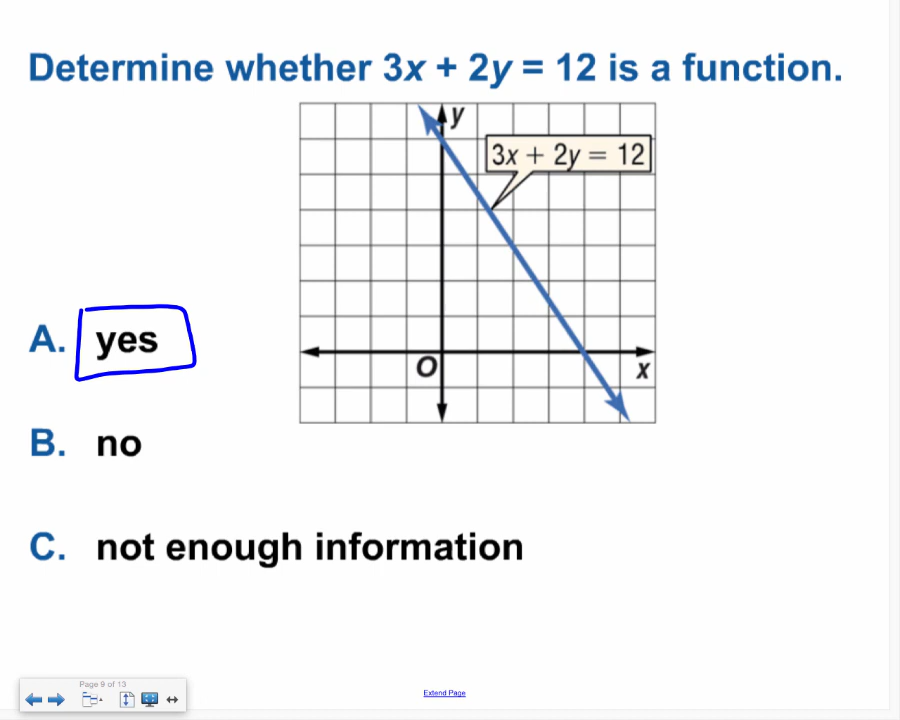 Determine whether 3x + 2y = 12 is a function.
y
3x + 2y = 12
A. yes
O
x
B. no
C. not enough information
Page 9 of 13
Extend Page